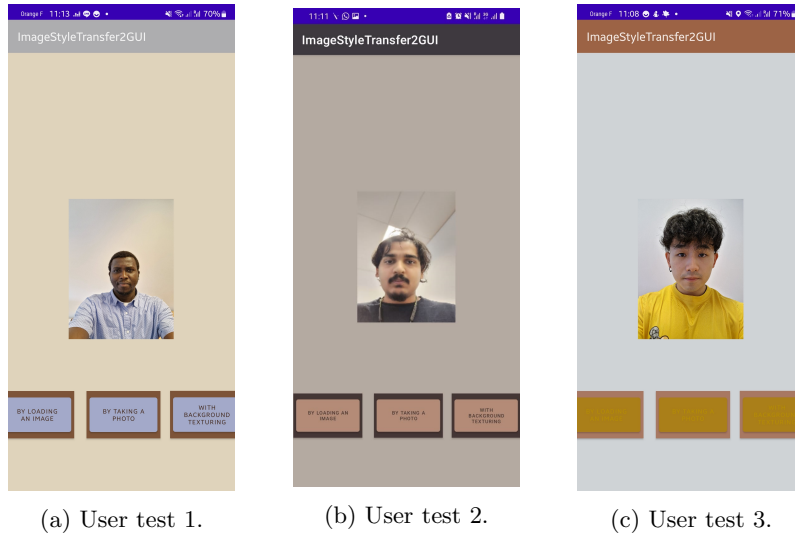 Orange F 11:13 70%
ImageStyleTransfer2GUI
BY LOADING
AN IMAGE
BY TAKING A
PHOTO
WITH
BACKGROUND
TEXTURING
(a) User test 1.
11:11
ImageStyleTransfer2GUI
BY LOADING AN
IMAGE
BY TAKING A
PHOTO
WITH
BACKGROUND
TEXTURING
(b) User test 2.
Orange F 11:08 71%
ImageStyleTransfer2GUI
(c) User test 3.